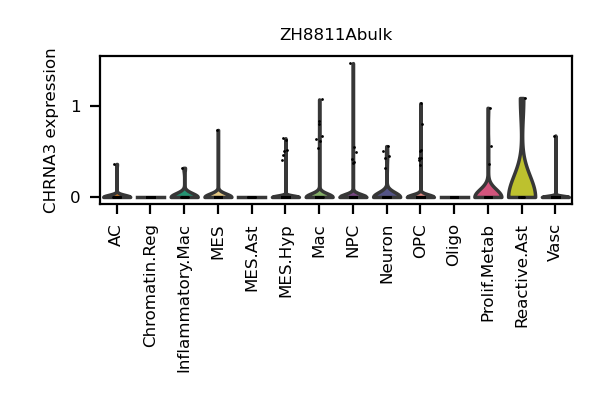 ZH8811Abulk
CHRNA3 expression
1
0
AC
Chromatin.Reg
Inflammatory.Mac
MES
MES.Ast
MES.Hyp
Mac
NPC
Neuron
OPC
Oligo
Prolif.Metab
Reactive.Ast
Vasc